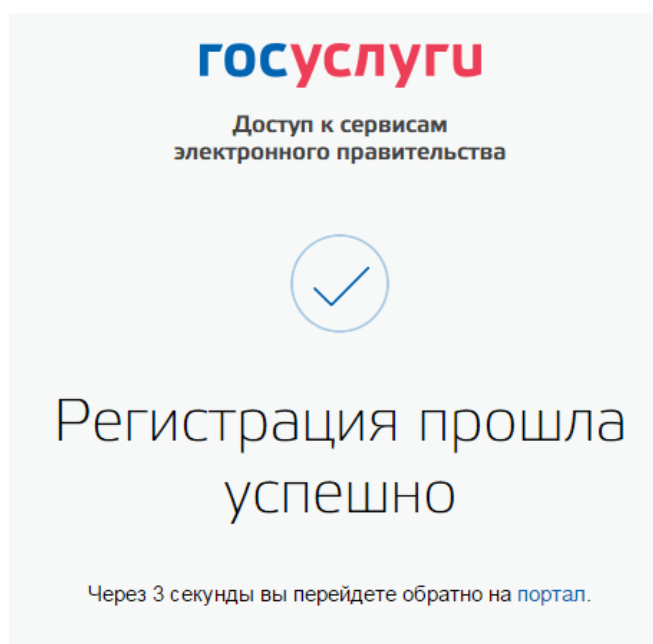 госуслуги
Доступ к сервисам
электронного правительства
Регистрация прошла
успешно
Через 3 секунды вы перейдете обратно на портал.